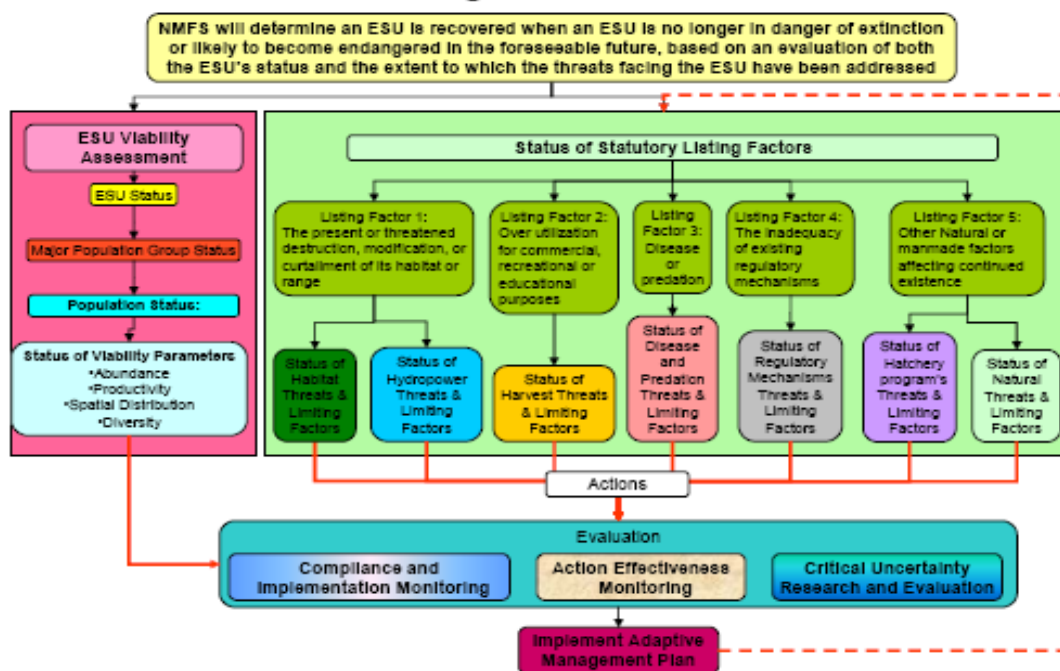 NMFS will determine an ESU is recovered when an ESU is no longer in danger of extinction
or likely to become endangered in the foreseeable future, based on an evaluation of both
the ESU's status and the extent to which the threats facing the ESU have been addressed
ESU Viability
Assessment
ESU Status
Major Population Group Status
Population Status:
Status of Viability Parameters
•Abundance
•Productivity
•Spatial Distribution
•Diversity
Status of Statutory Listing Factors
Listing Factor 1:
The present or threatened
destruction, modification, or
curtailment of its habitat or
range
Listing Factor 2:
Over utilization
for commercial,
recreational or
educational
purposes
Listing
Factor 3:
Disease
or
predation
Listing Factor 4:
The inadequacy
of existing
regulatory
mechanisms
Listing Factor 5:
Other Natural or
manmade factors
affecting continued
existence
Status of
Habitat
Threats &
Limiting
Factors
Status of
Hydropower
Threats &
Limiting
Factors
Status of
Harvest Threats
& Limiting
Factors
Status of
Disease
and
Predation
Threats &
Limiting
Factors
Status of
Regulatory
Mechanisms
Threats &
Limiting
Factors
Status of
Hatchery
program's
Threats &
Limiting
Factors
Status of
Natural
Threats &
Limiting
Factors
Actions
Evaluation
Compliance and
Implementation Monitoring
Action Effectiveness
Monitoring
Critical Uncertainty
Research and Evaluation
Implement Adaptive
Management Plan